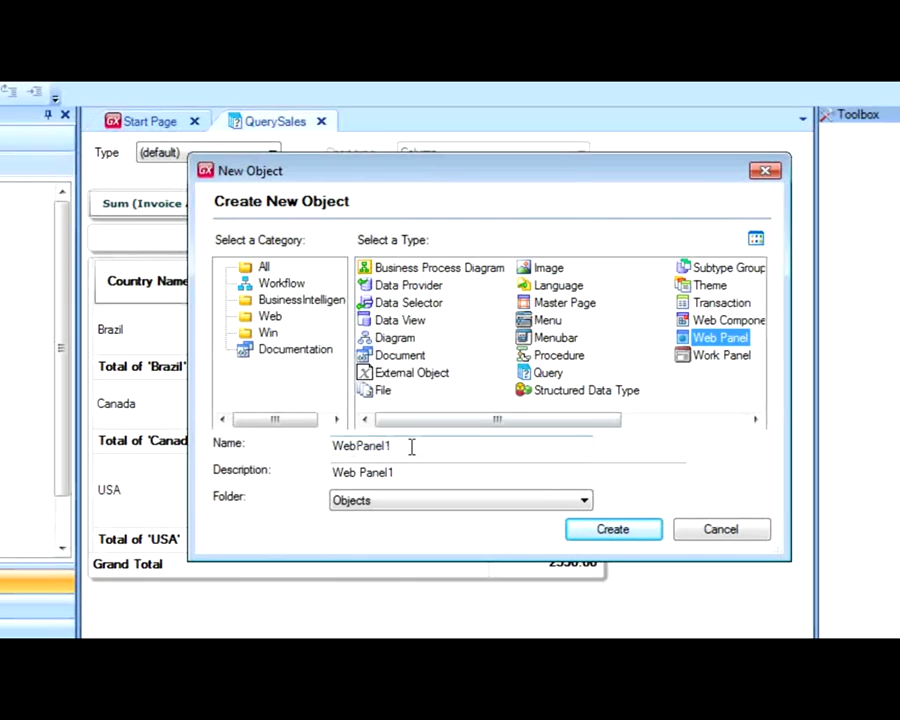 Start Page
QuerySales
Toolbox
Type
(default)
New Object
Create New Object
Sum (Invoice
Select a Category:
Select a Type:
All
Workflow
BusinessIntelligen
Web
Win
Documentation
Business Process Diagram
Data Provider
Data Selector
Data View
Diagram
Document
External Object
File
Image
Language
Master Page
Menu
Menubar
Procedure
Query
Structured Data Type
Subtype Group
Theme
Transaction
Web Compone
Web Panel
Work Panel
Country Name
Brazil
Total of 'Brazil'
Canada
Total of 'Canad
USA
Total of 'USA'
Grand Total
Name:
WebPanel1
Description:
Web Panel1
Folder:
Objects
Create
Cancel